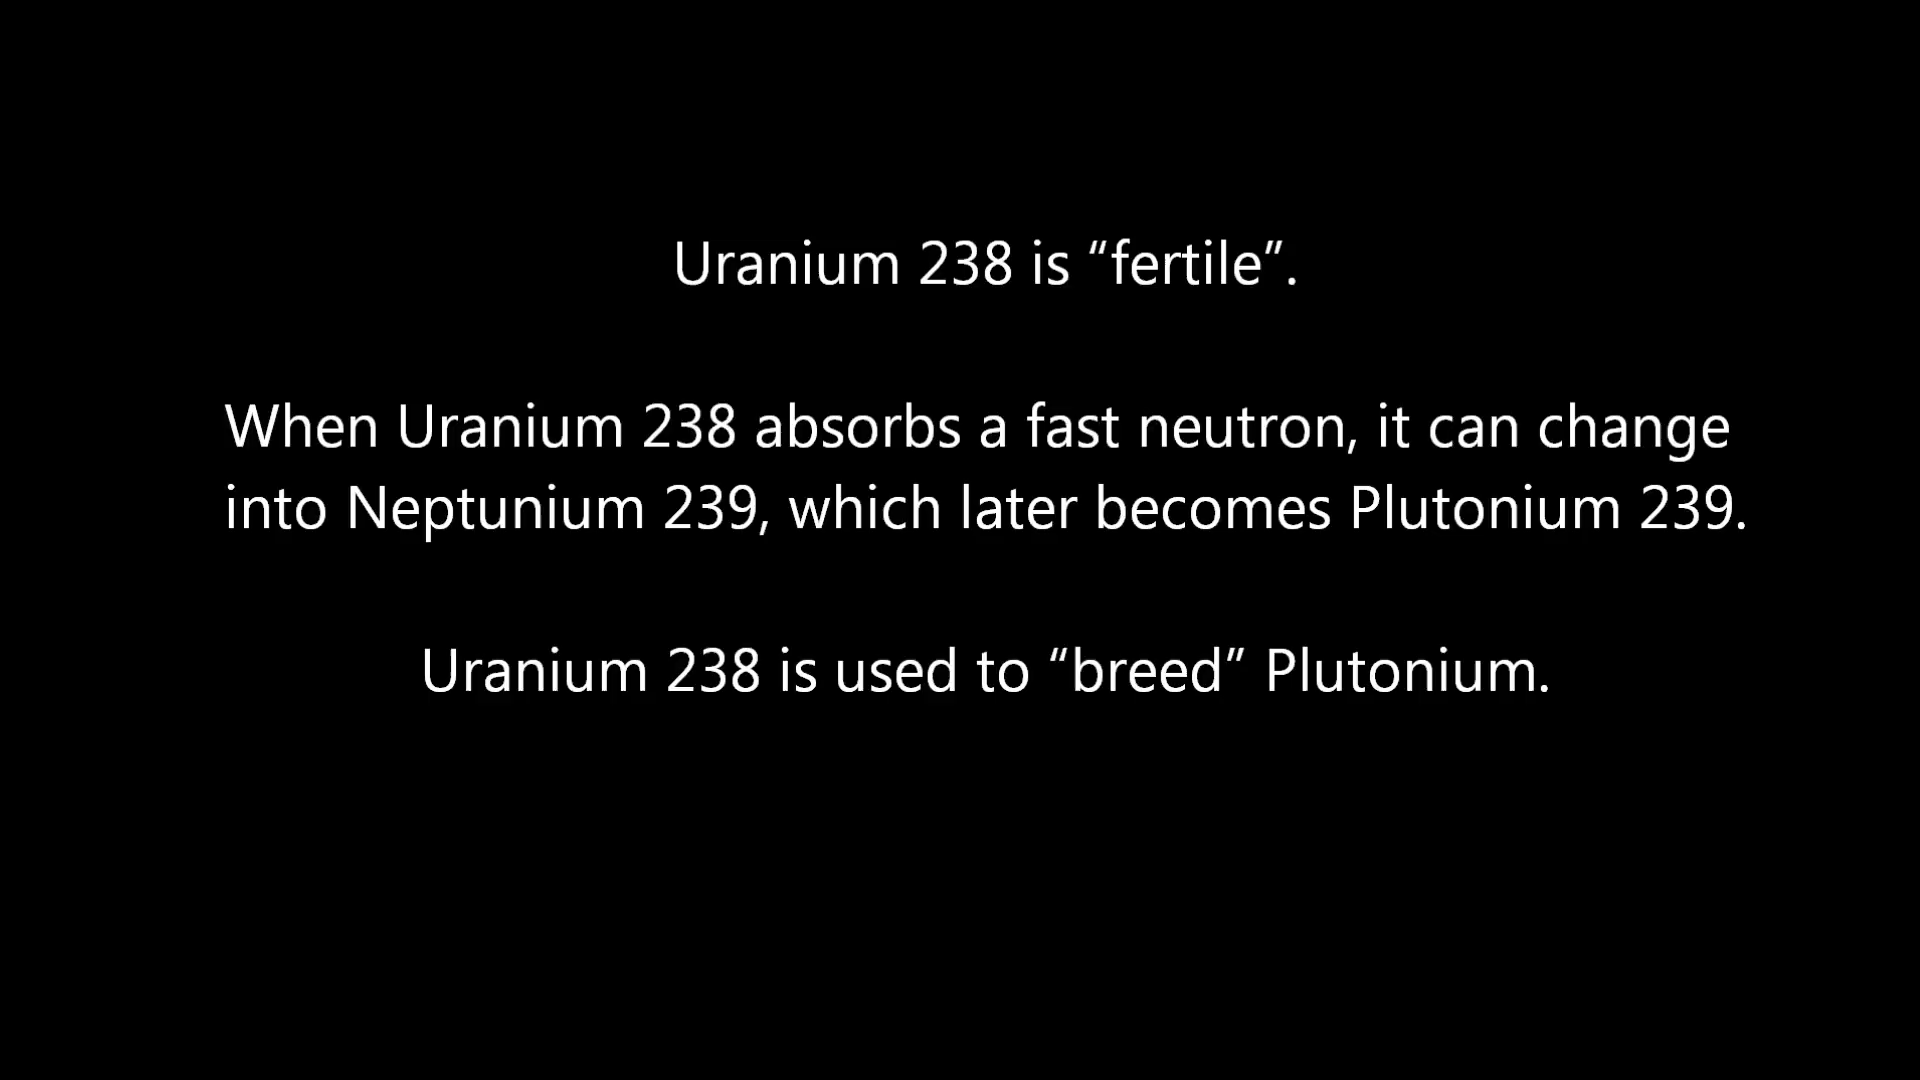 Uranium 238 is “fertile”.
When Uranium 238 absorbs a fast neutron, it can change
into Neptunium 239, which later becomes Plutonium 239.
Uranium 238 is used to “breed” Plutonium.